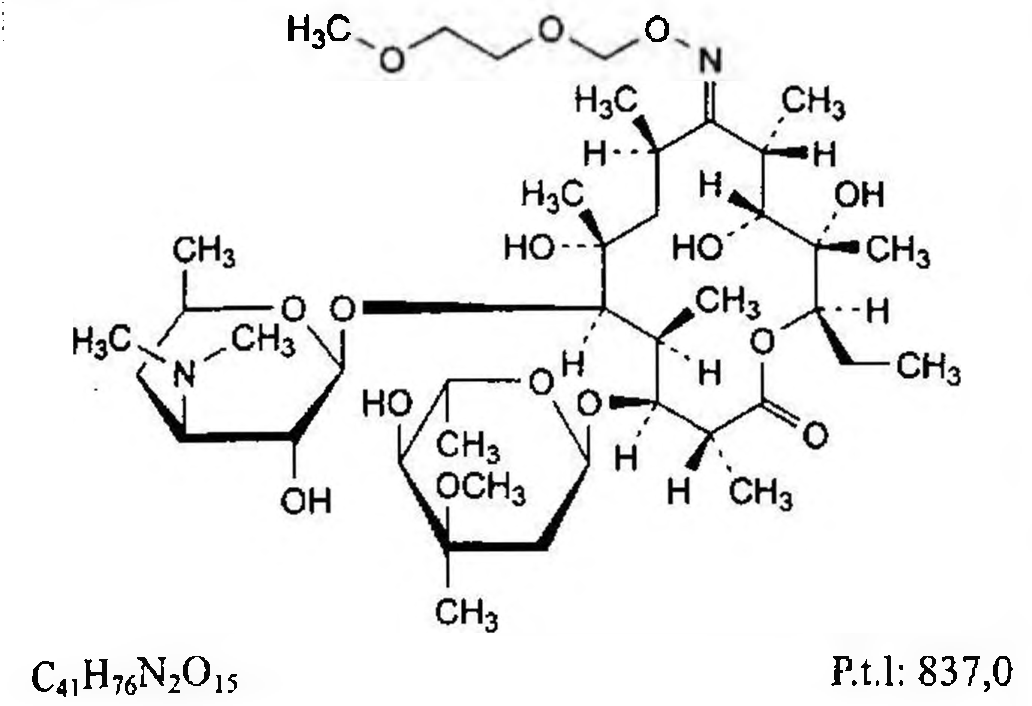 H₃C O O O N
H₃C CH₃
H H
H₃C H OH
HO HO CH₃
CH₃
O O CH₃ H
H₃C CH₃ O
N H H CH₃
HO O O
CH₃ H O
OCH₃ H CH₃
OH
CH₃
C₄₁H₇₆N₂O₁₅ P.t.l: 837,0